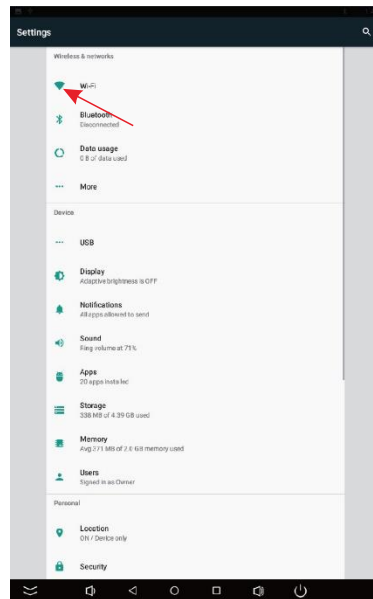 Settings
Wireless & networks
Wi-Fi
Bluetooth
Disconnected
Data usage
0 B of data used
More
Device
USB
Display
Adaptive brightness is OFF
Notifications
All apps allowed to send
Sound
Ring volume at 71%
Apps
20 apps installed
Storage
338 MB of 4.39 GB used
Memory
Avg 271 MB of 2.0 GB memory used
Users
Signed in as Owner
Personal
Location
ON / Device only
Security